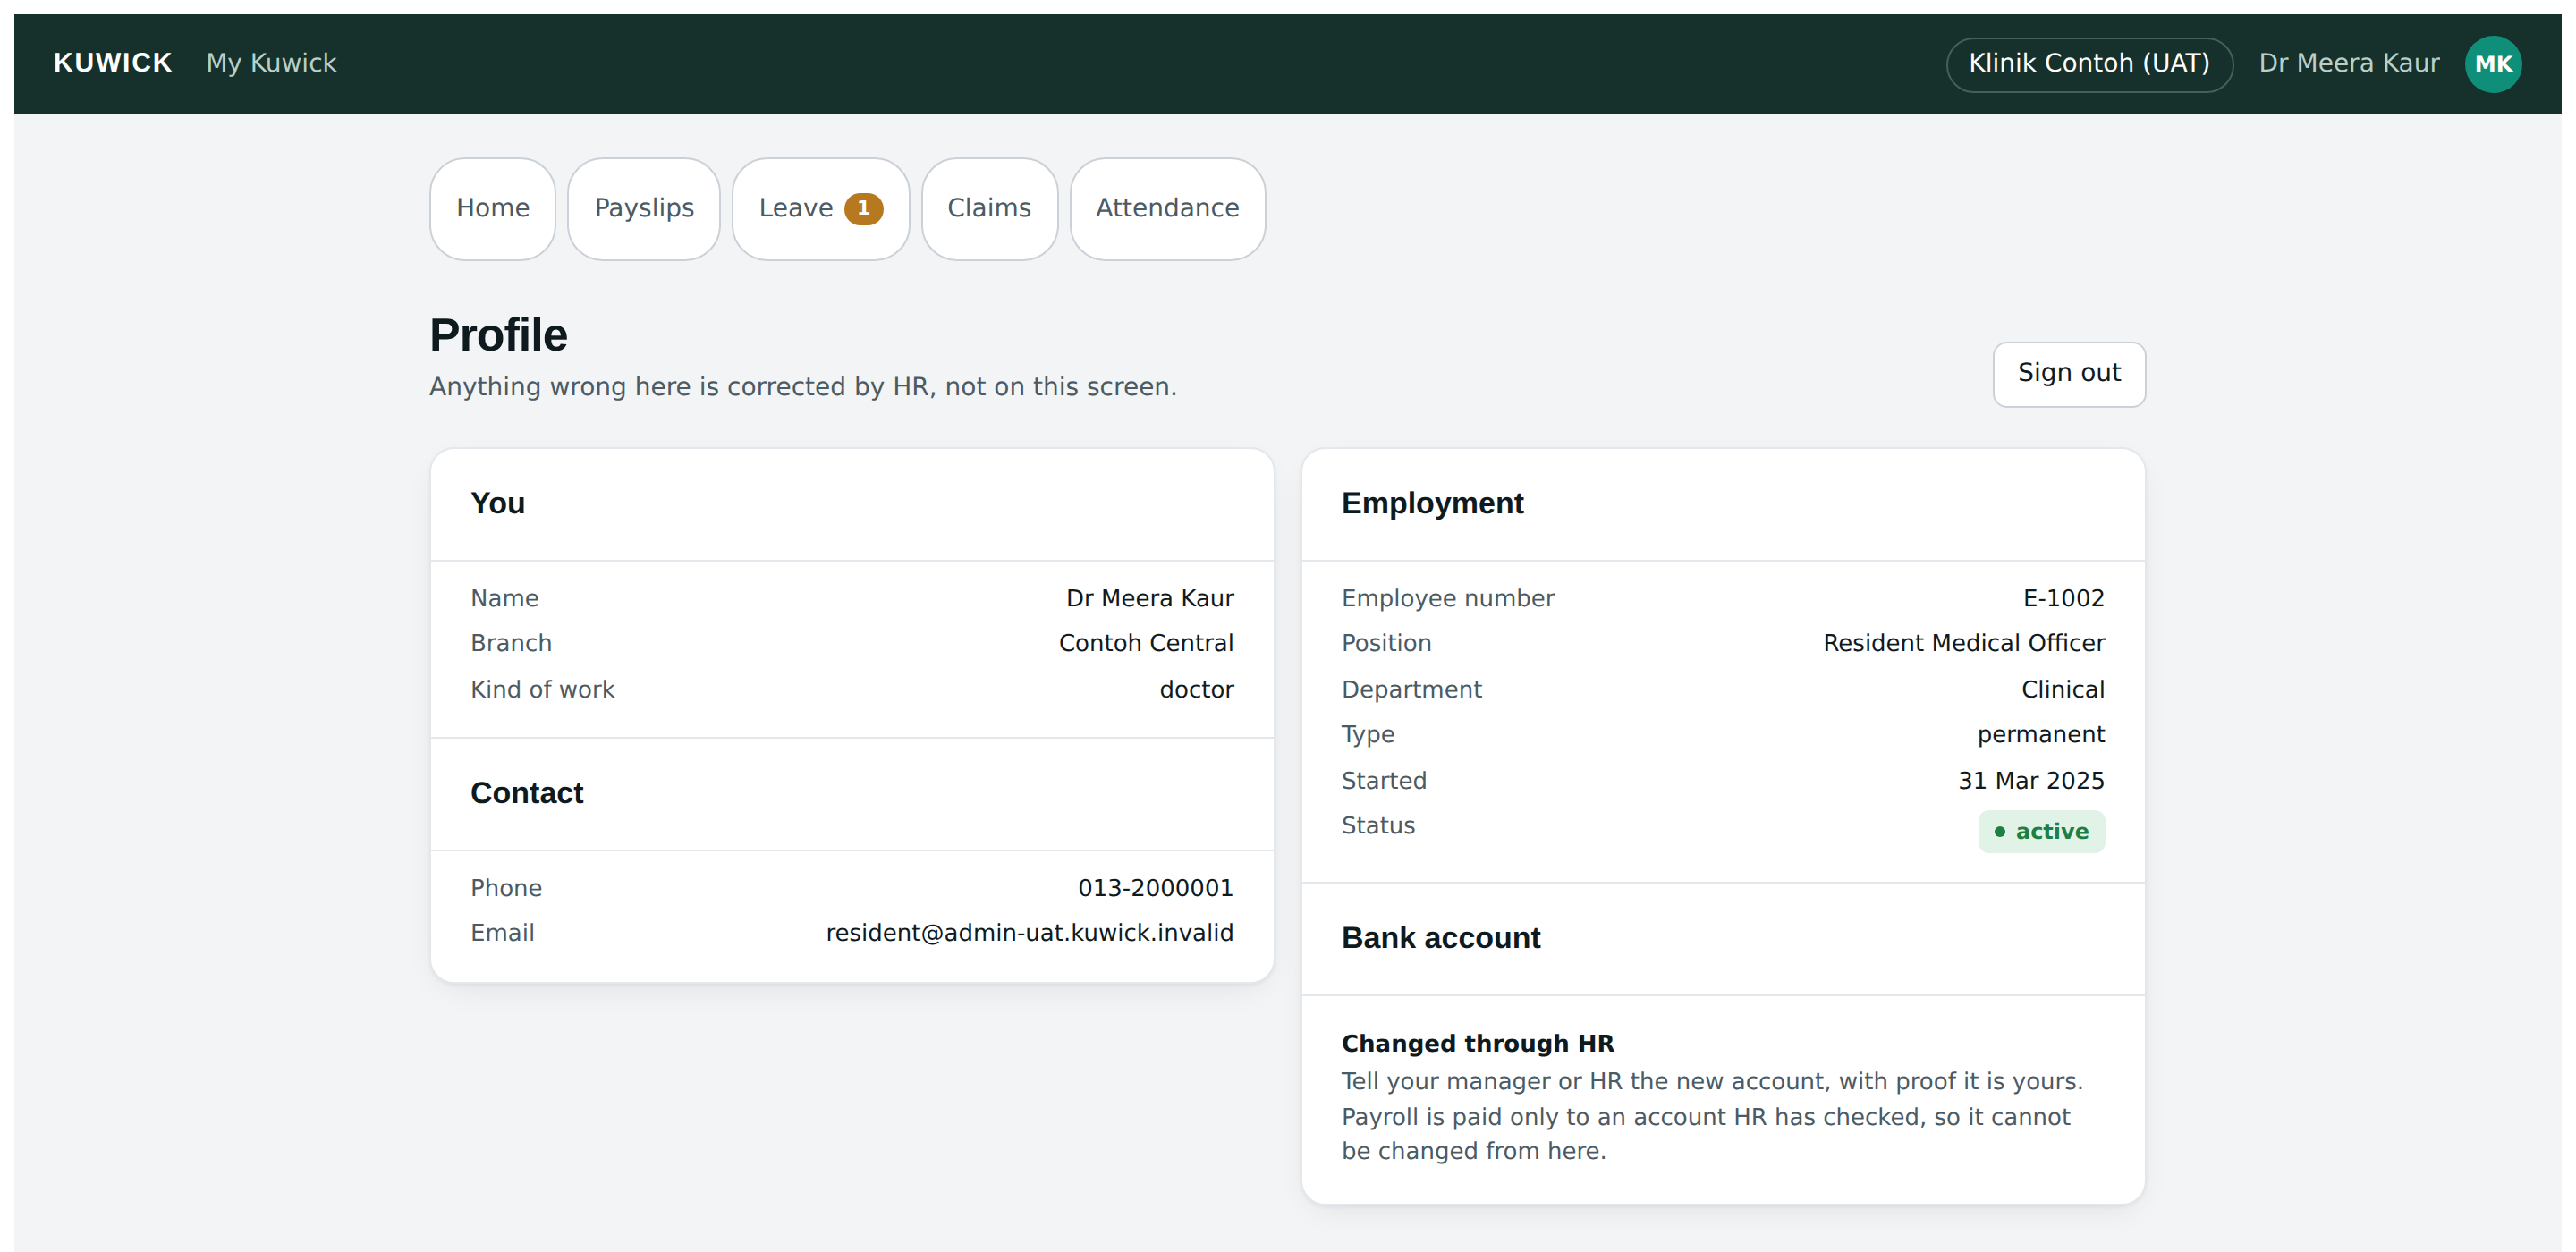 KUWICK My Kuwick Klinik Contoh (UAT) Dr Meera Kaur MK
Home Payslips Leave 1 Claims Attendance
Profile
Anything wrong here is corrected by HR, not on this screen.
Sign out
You
Name Dr Meera Kaur
Branch Contoh Central
Kind of work doctor
Contact
Phone 013-2000001
Email resident@admin-uat.kuwick.invalid
Employment
Employee number E-1002
Position Resident Medical Officer
Department Clinical
Type permanent
Started 31 Mar 2025
Status active
Bank account
Changed through HR
Tell your manager or HR the new account, with proof it is yours.
Payroll is paid only to an account HR has checked, so it cannot
be changed from here.